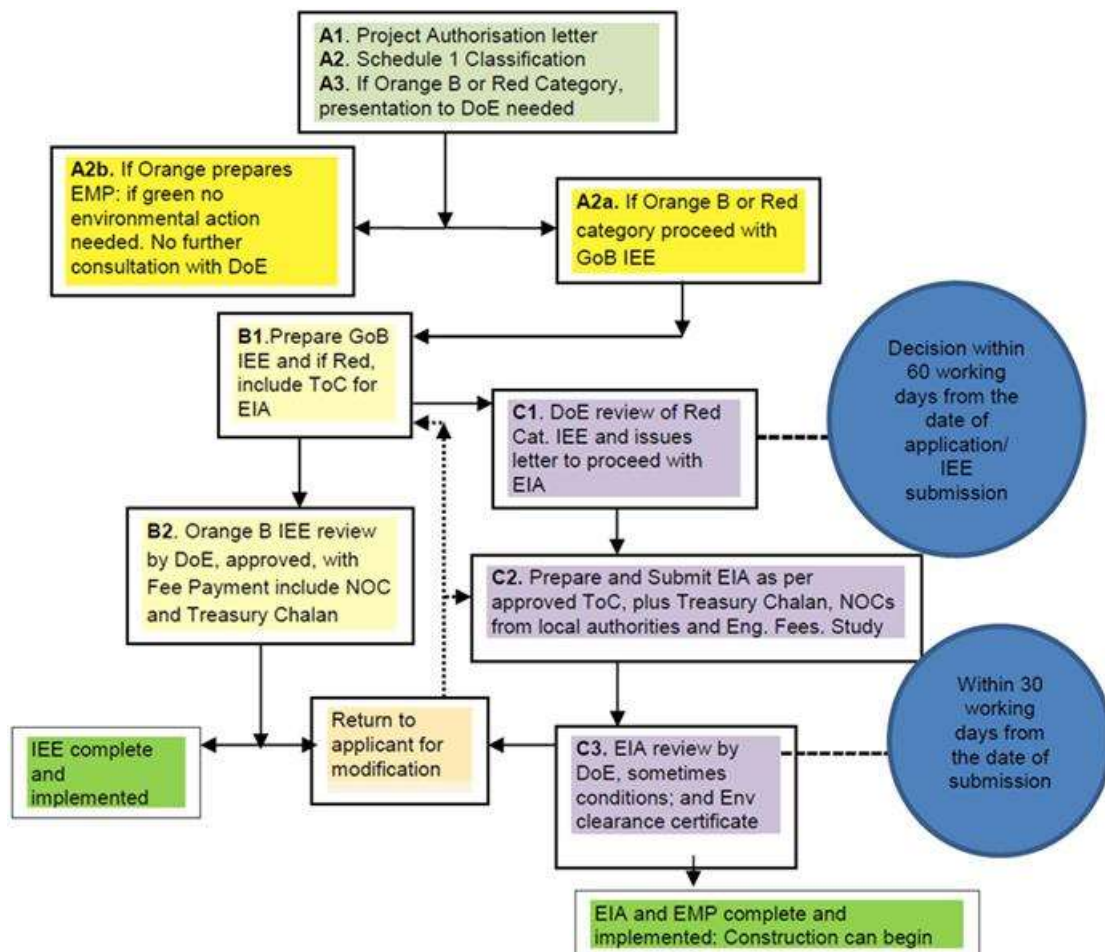 A1. Project Authorisation letter
A2. Schedule 1 Classification
A3. If Orange B or Red Category,
presentation to DoE needed
A2b. If Orange prepares
EMP: if green no
environmental action
needed. No further
consultation with DoE
A2a. If Orange B or Red
category proceed with
GoB IEE
B1.Prepare GoB
IEE and if Red,
include ToC for
EIA
Decision within
60 working
days from the
date of
application/
IEE
submission
C1. DoE review of Red
Cat. IEE and issues
letter to proceed with
EIA
B2. Orange B IEE review
by DoE, approved, with
Fee Payment include NOC
and Treasury Chalan
C2. Prepare and Submit EIA as per
approved ToC, plus Treasury Chalan, NOCs
from local authorities and Eng. Fees. Study
Within 30
working
days from
the date of
submission
IEE complete
and
implemented
Return to
applicant for
modification
C3. EIA review by
DoE, sometimes
conditions; and Env
clearance certificate
EIA and EMP complete and
implemented: Construction can begin